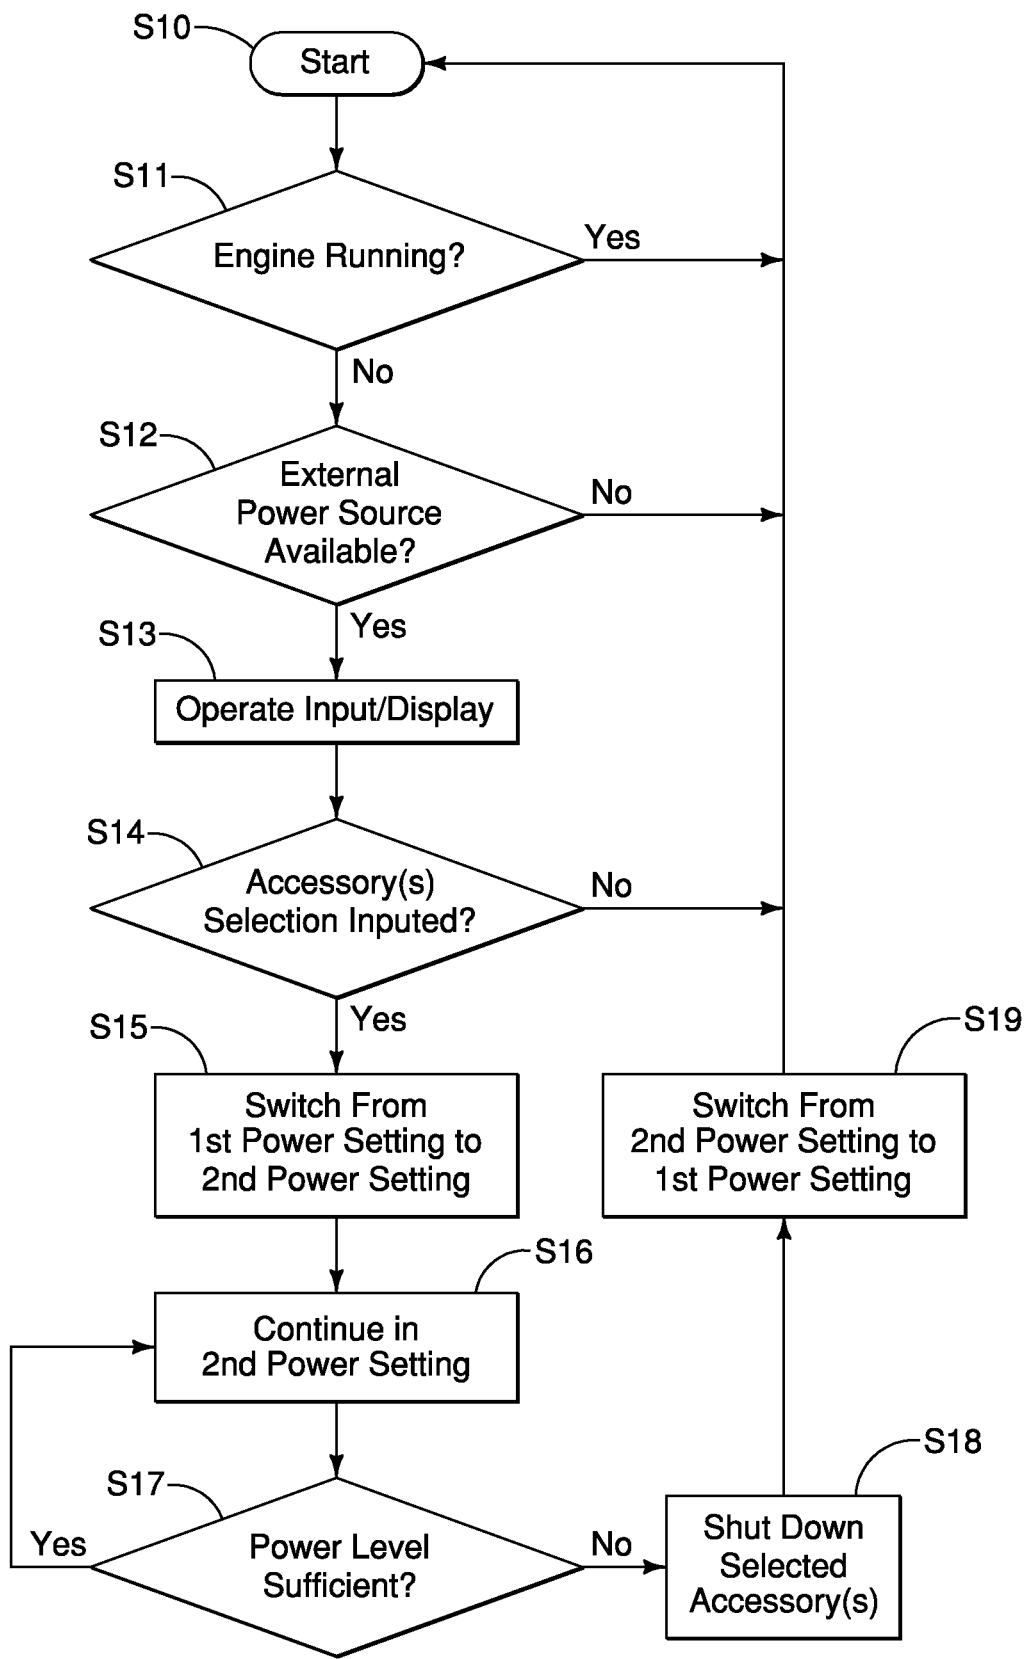 S10
Start
S11
Engine Running?
Yes
No
S12
External
Power Source
Available?
No
Yes
S13
Operate Input/Display
S14
Accessory(s)
Selection Inputed?
No
Yes
S15
Switch From
1st Power Setting to
2nd Power Setting
S19
Switch From
2nd Power Setting to
1st Power Setting
S16
Continue in
2nd Power Setting
S17
Power Level
Sufficient?
Yes
No
S18
Shut Down
Selected
Accessory(s)